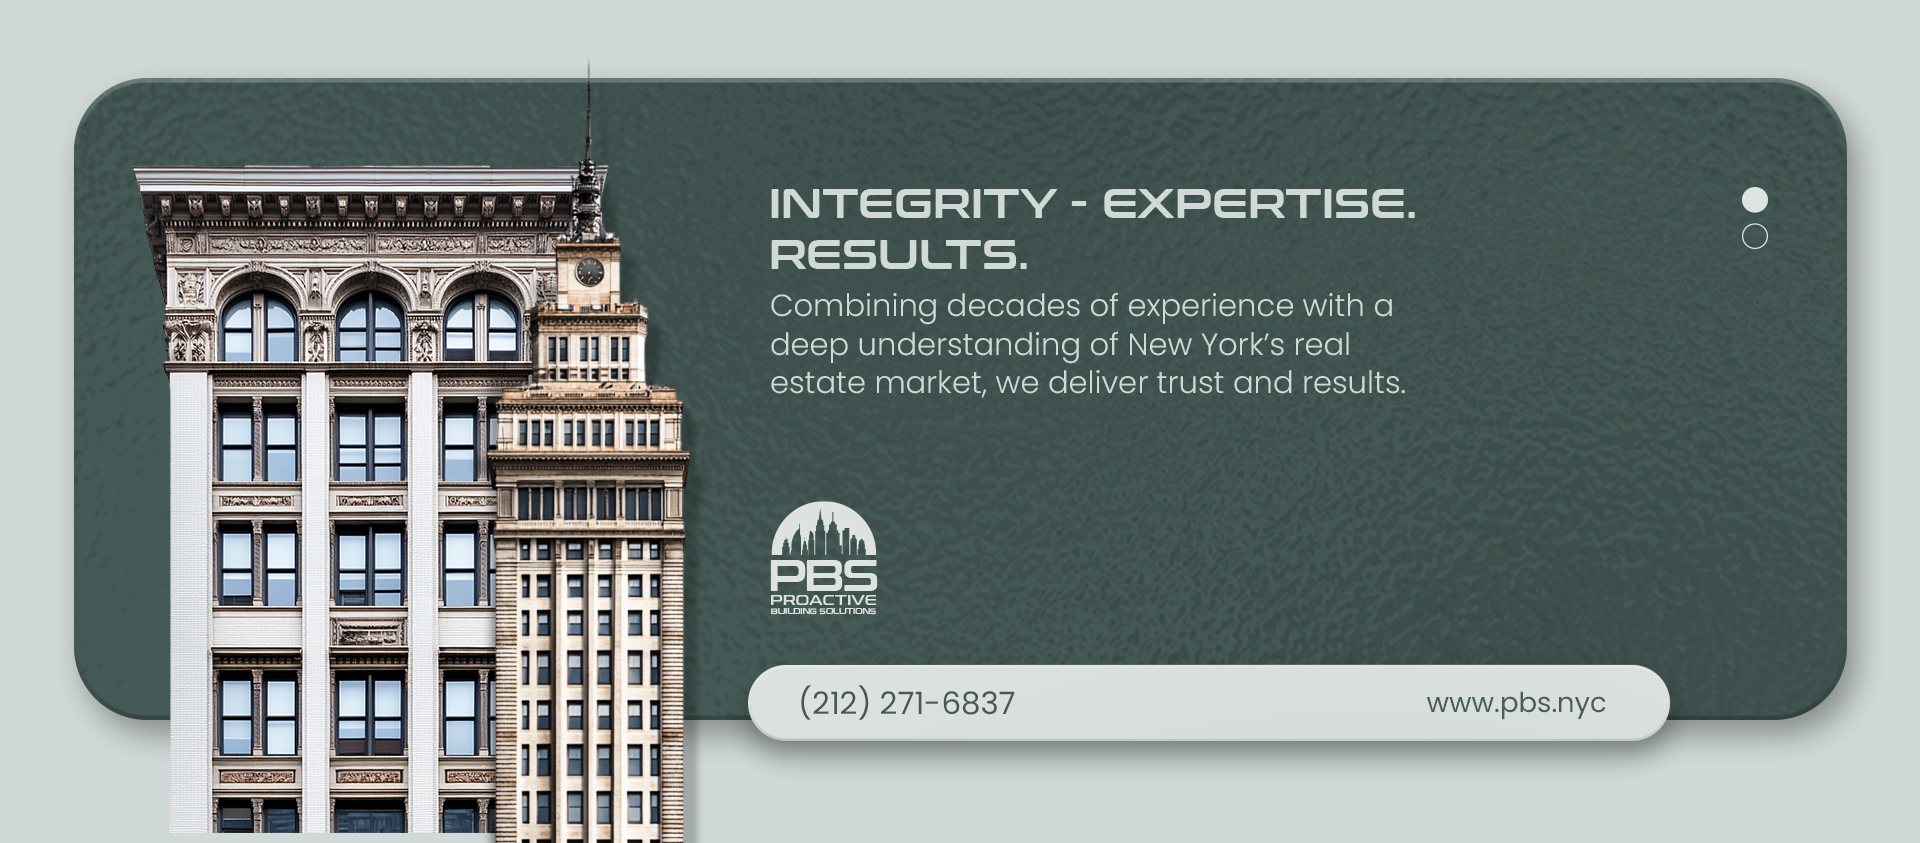 INTEGRITY - EXPERTISE.
RESULTS.
Combining decades of experience with a
deep understanding of New York’s real
estate market, we deliver trust and results.
PBS
PROACTIVE
BUILDING SOLUTIONS
(212) 271-6837
www.pbs.nyc